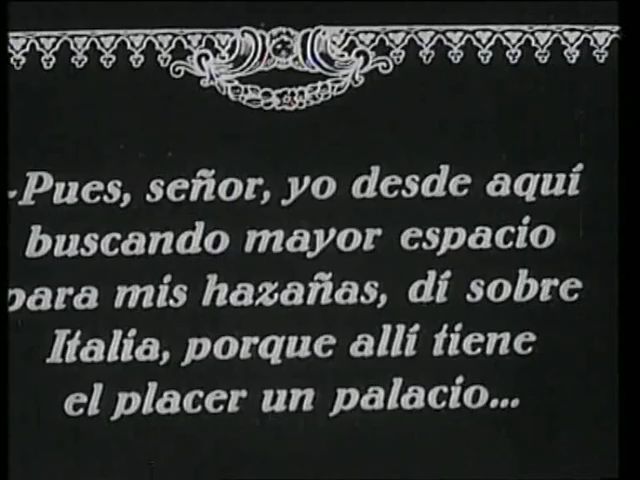 -Pues, señor, yo desde aquí
buscando mayor espacio
para mis hazañas, dí sobre
Italia, porque allí tiene
el placer un palacio...